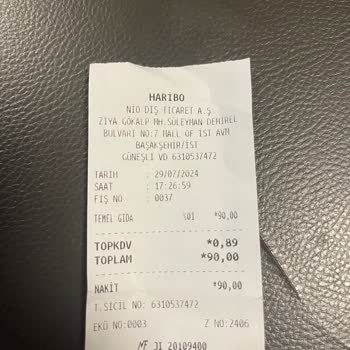 HARIBO
NIO DIŞ TİCARET A.Ş
ZİYA GÖKALP MH.SÜLEYMAN DEMİREL
BULVARI NO:7 MALL OF IST AVM
BAŞAKŞEHİR/İST
GÜNEŞLİ VD 6310537472
TARİH : 29/07/2024
SAAT : 17:26:59
FİŞ NO : 0037
TEMEL GIDA %01 *90,00
TOPKDV *0,89
TOPLAM *90,00
NAKİT *90,00
T.SİCİL NO: 6310537472
EKÜ NO:0003 Z NO:2406
MF JI 20109400